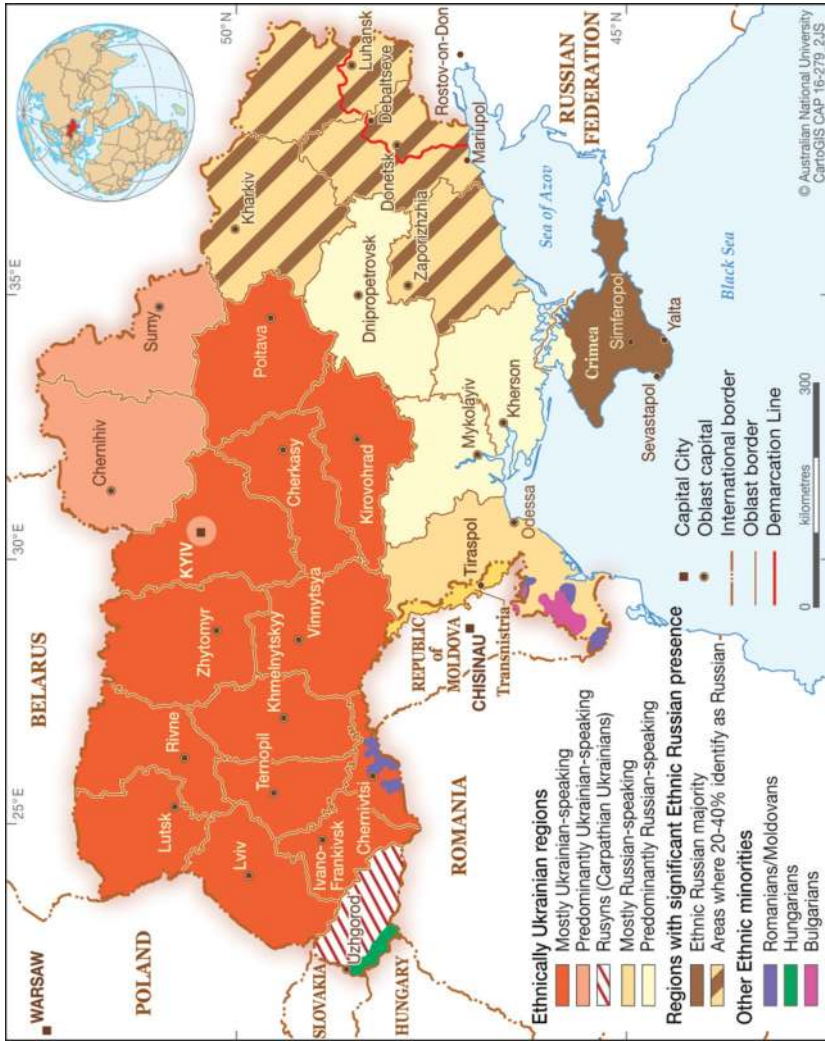 WARSAW
POLAND
BELARUS
SLOVAKIA
HUNGARY
ROMANIA
REPUBLIC
of
MOLDOVA
CHISINAU
Transnistria
Tiraspol
RUSSIAN
FEDERATION
Rostov-on-Don
25°E
30°E
35°E
50°N
45°N
Lutsk
Rivne
Lviv
Ternopil
Khmelnytskyy
Ivano-
Frankivsk
Chernivtsi
Uzhgorod
Zhytomyr
Vinnytsya
KYIV
Chernihiv
Sumy
Cherkasy
Poltava
Kirovohrad
Kharkiv
Dnipropetrovsk
Zaporizhzhia
Donetsk
Debaltseve
Luhansk
Mariupol
Mykolayiv
Kherson
Odessa
Crimea
Simferopol
Sevastapol
Yalta
Sea of Azov
Black Sea
Ethnically Ukrainian regions
Mostly Ukrainian-speaking
Predominantly Ukrainian-speaking
Rusyns (Carpathian Ukrainians)
Mostly Russian-speaking
Predominantly Russian-speaking
Regions with significant Ethnic Russian presence
Ethnic Russian majority
Areas where 20-40% identify as Russian
Other Ethnic minorities
Romanians/Moldovans
Hungarians
Bulgarians
Capital City
Oblast capital
International border
Oblast border
Demarcation Line
0
kilometres
300
© Australian National University
CartoGIS CAP 16-279_2JS